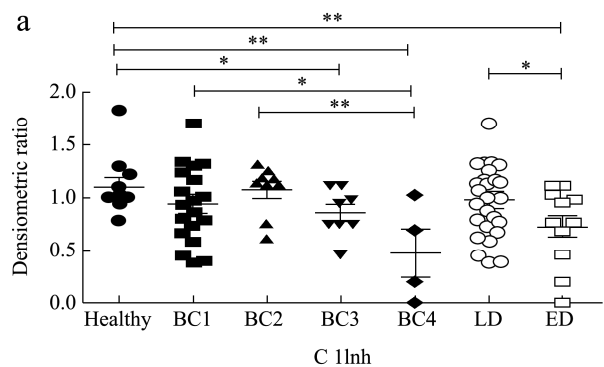 a
**
**
*
*
*
**
2.0
1.5
1.0
0.5
0.0
Densiometric ratio
Healthy BC1 BC2 BC3 BC4 LD ED
C 1lnh